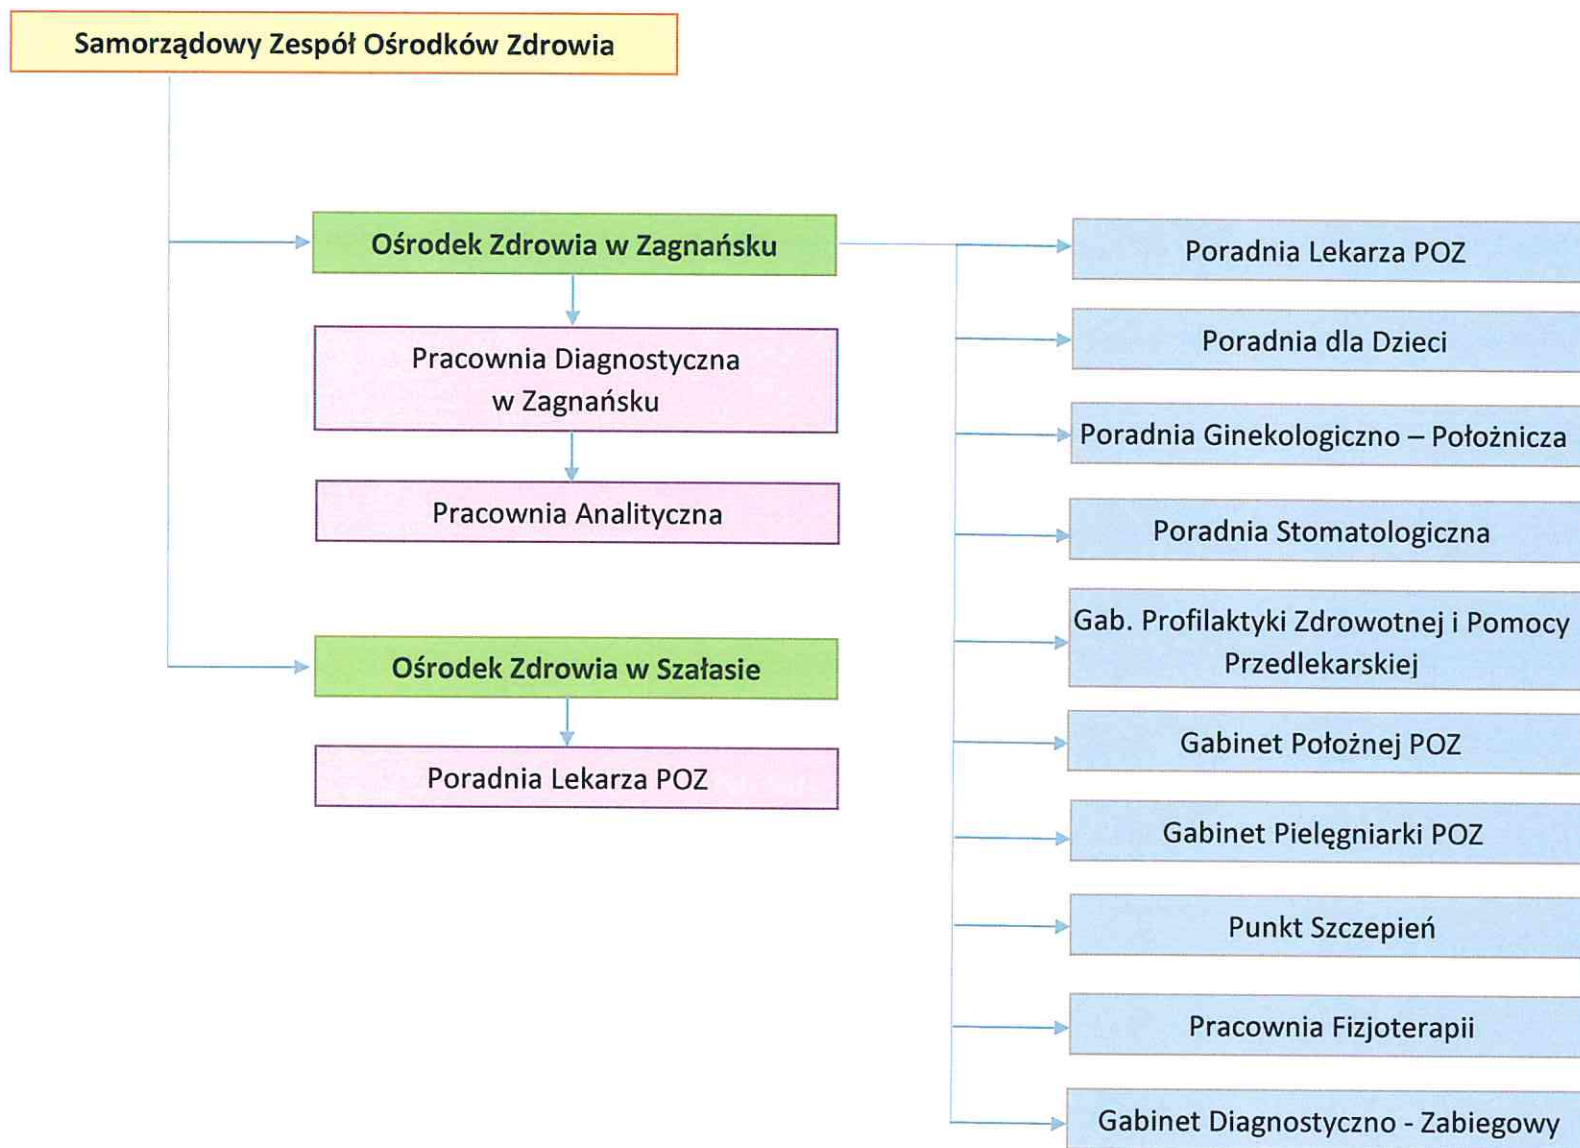 Samorządowy Zespół Ośrodków Zdrowia
Ośrodek Zdrowia w Zagnańsku
Pracownia Diagnostyczna
w Zagnańsku
Pracownia Analityczna
Ośrodek Zdrowia w Szałasie
Poradnia Lekarza POZ
Poradnia Lekarza POZ
Poradnia dla Dzieci
Poradnia Ginekologiczno – Położnicza
Poradnia Stomatologiczna
Gab. Profilaktyki Zdrowotnej i Pomocy
Przedlekarskiej
Gabinet Położnej POZ
Gabinet Pielęgniarki POZ
Punkt Szczepień
Pracownia Fizjoterapii
Gabinet Diagnostyczno - Zabiegowy